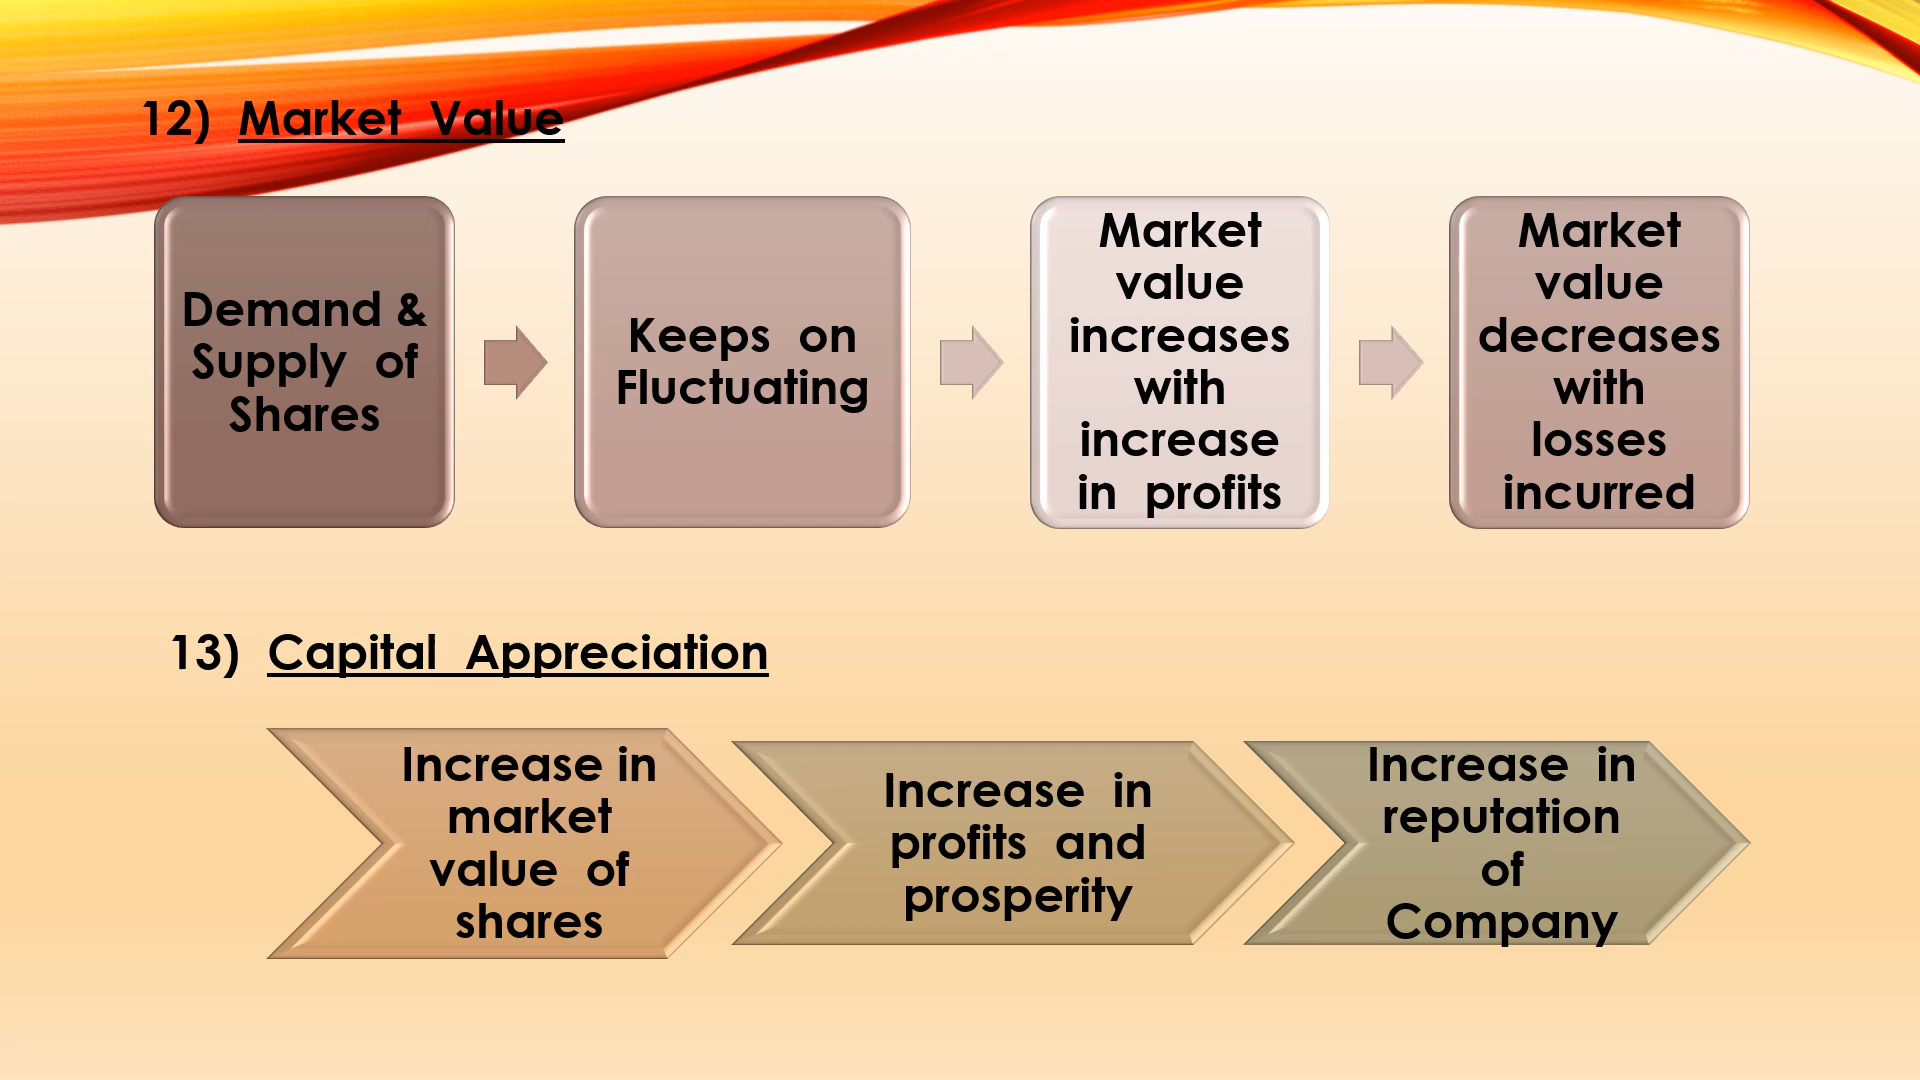 12) Market Value
Demand &
Supply of
Shares
Keeps on
Fluctuating
Market
value
increases
with
increase
in profits
Market
value
decreases
with
losses
incurred
13) Capital Appreciation
Increase in
market
value of
shares
Increase in
profits and
prosperity
Increase in
reputation
of
Company